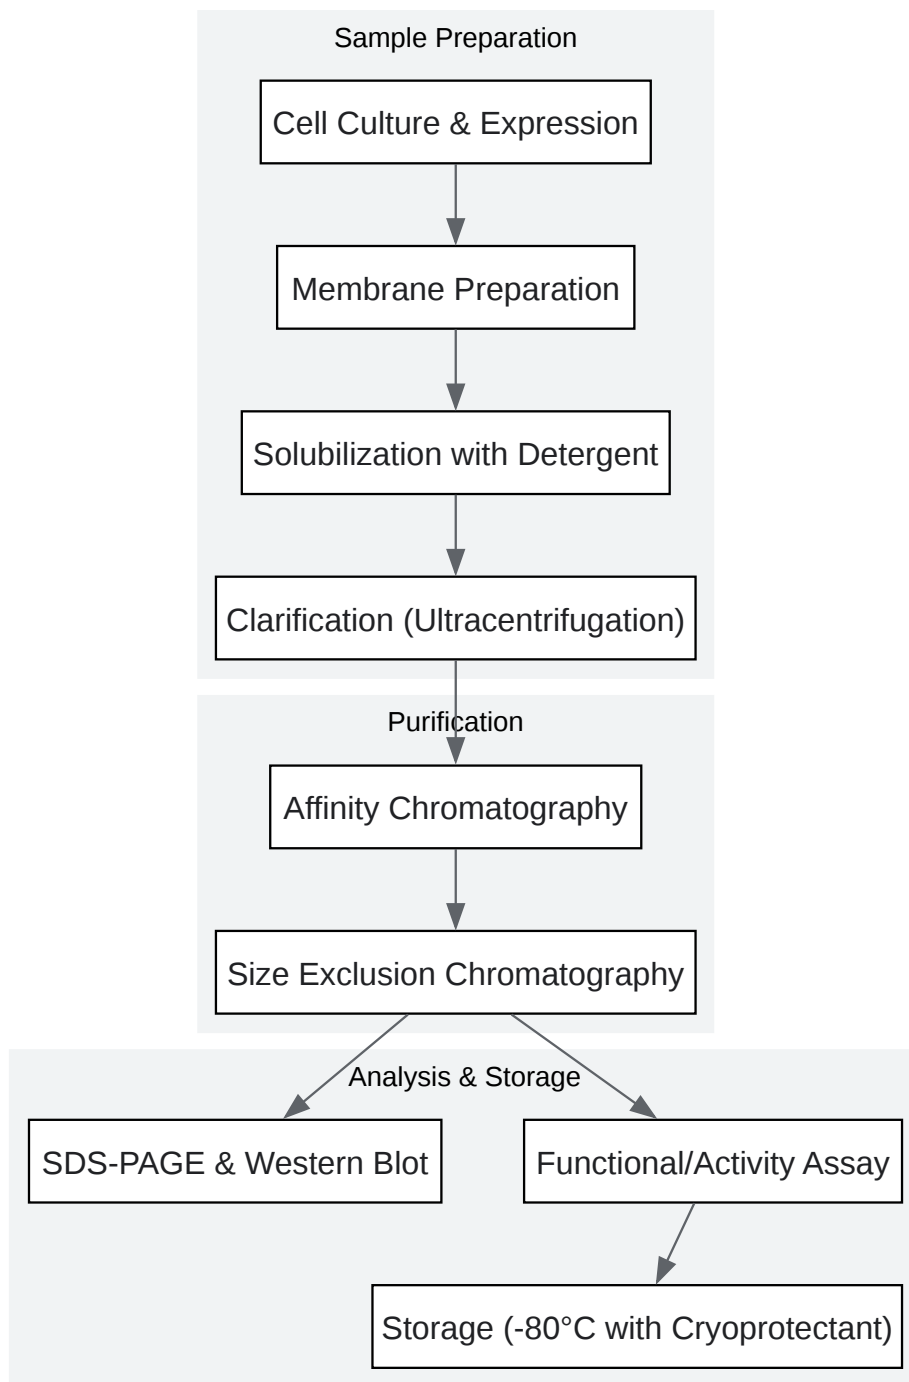 Sample Preparation
Cell Culture & Expression
Membrane Preparation
Solubilization with Detergent
Clarification (Ultracentrifugation)
Purification
Affinity Chromatography
Size Exclusion Chromatography
Analysis & Storage
SDS-PAGE & Western Blot
Functional/Activity Assay
Storage (-80°C with Cryoprotectant)